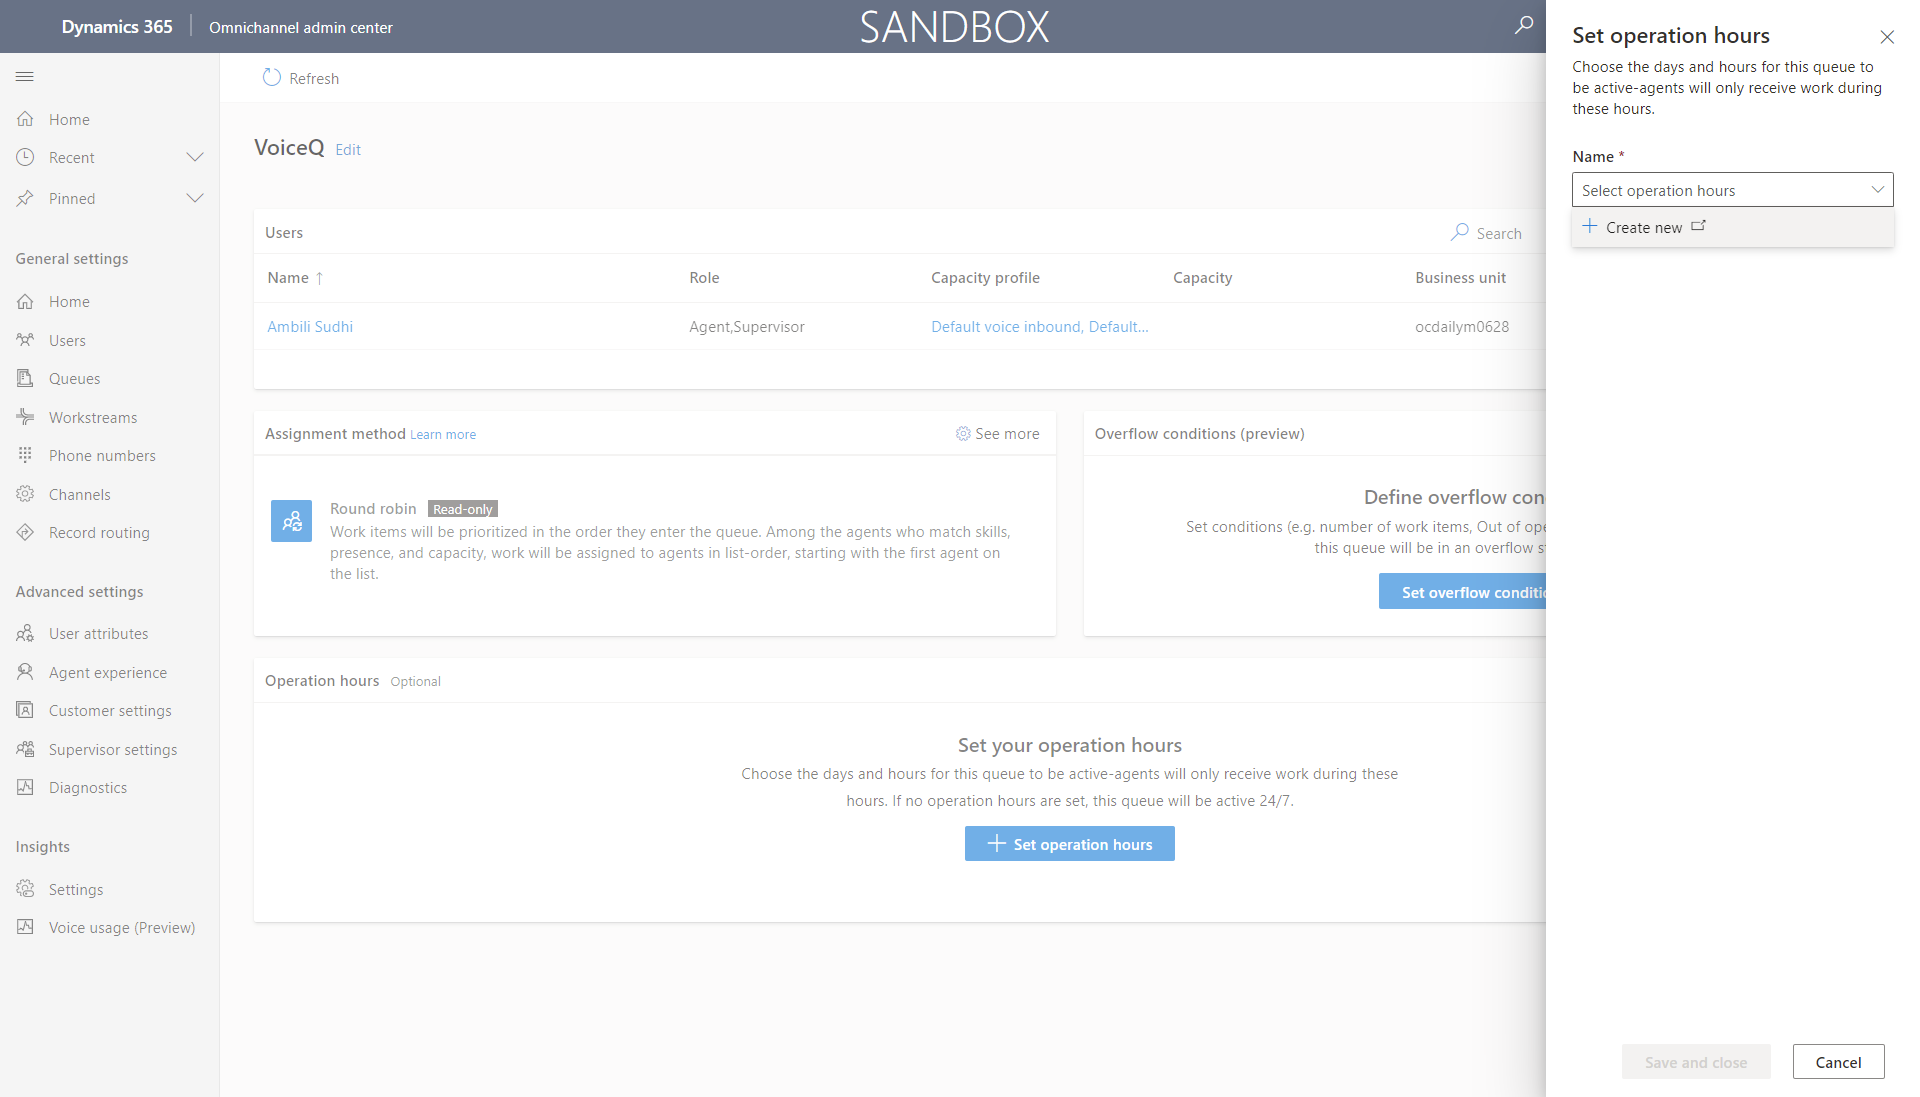 Dynamics 365
Omnichannel admin center
SANDBOX
Home
Recent
Pinned
General settings
Home
Users
Queues
Workstreams
Phone numbers
Channels
Record routing
Advanced settings
User attributes
Agent experience
Customer settings
Supervisor settings
Diagnostics
Insights
Settings
Voice usage (Preview)
Refresh
VoiceQ Edit
Users
Search
Name ↑ Role Capacity profile Capacity Business unit
Ambili Sudhi Agent,Supervisor Default voice inbound, Default... ocdailym0628
Assignment method Learn more
See more
Round robin Read-only
Work items will be prioritized in the order they enter the queue. Among the agents who match skills,
presence, and capacity, work will be assigned to agents in list-order, starting with the first agent on
the list.
Overflow conditions (preview)
Define overflow con
Set conditions (e.g. number of work items, Out of ope
this queue will be in an overflow s
Set overflow conditio
Operation hours Optional
Set your operation hours
Choose the days and hours for this queue to be active-agents will only receive work during these
hours. If no operation hours are set, this queue will be active 24/7.
Set operation hours
Set operation hours
Choose the days and hours for this queue to
be active-agents will only receive work during
these hours.
Name *
Select operation hours
Create new
Save and close
Cancel